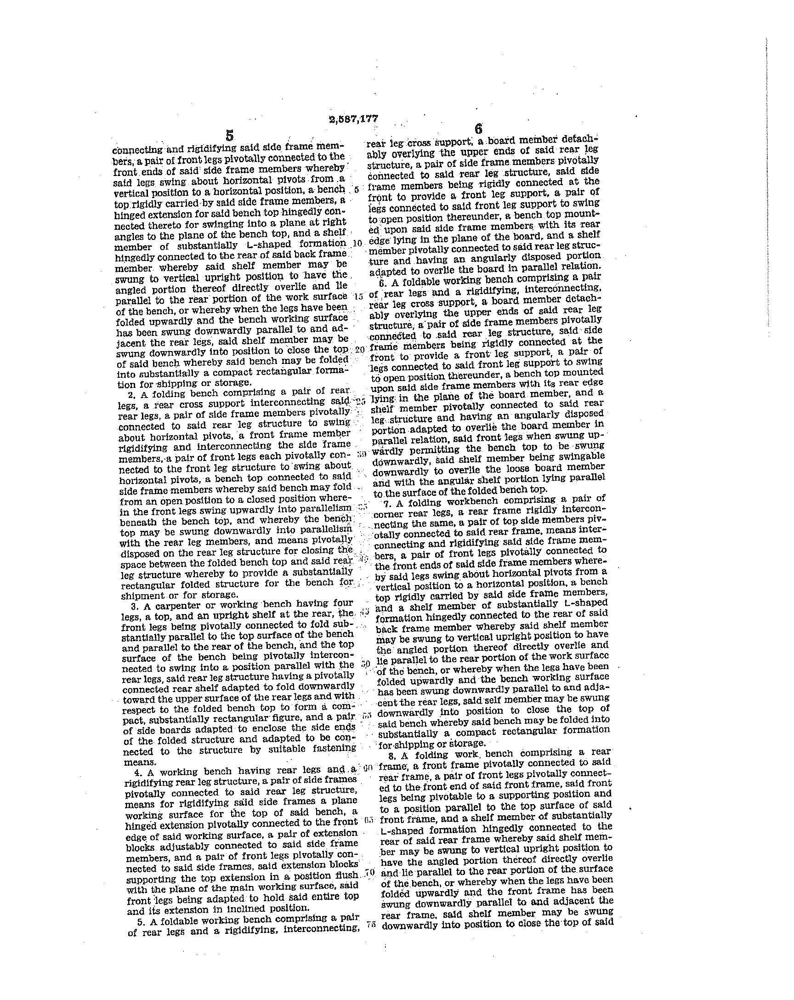 2,587,177
5
connecting and rigidifying said side frame mem-
bers, a pair of front legs pivotally connected to the
front ends of said side frame members whereby
said legs swing about horizontal pivots from a
vertical position to a horizontal position, a bench
top rigidly carried by said side frame members, a
hinged extension for said bench top hingedly con-
nected thereto for swinging into a plane at right
angles to the plane of the bench top, and a shelf
member of substantially L-shaped formation
hingedly connected to the rear of said back frame
member whereby said shelf member may be
swung to vertical upright position to have the
angled portion thereof directly overlie and lie
parallel to the rear portion of the work surface
of the bench, or whereby when the legs have been
folded upwardly and the bench working surface
has been swung downwardly parallel to and ad-
jacent the rear legs, said shelf member may be
swung downwardly into position to close the top
of said bench whereby said bench may be folded
into substantially a compact rectangular forma-
tion for shipping or storage.
2. A folding bench comprising a pair of rear
legs, a rear cross support interconnecting said
rear legs, a pair of side frame members pivotally
connected to said rear leg structure to swing
about horizontal pivots, a front frame member
rigidifying and interconnecting the side frame
members, a pair of front legs each pivotally con-
nected to the front leg structure to swing about
horizontal pivots, a bench top connected to said
side frame members whereby said bench may fold
from an open position to a closed position where-
in the front legs swing upwardly into parallelism
beneath the bench top, and whereby the bench
top may be swung downwardly into parallelism
with the rear leg members, and means pivotally
disposed on the rear leg structure for closing the
space between the folded bench top and said rear
leg structure whereby to provide a substantially
rectangular folded structure for the bench for
shipment or for storage.
3. A carpenter or working bench having four
legs, a top, and an upright shelf at the rear, the
front legs being pivotally connected to fold sub-
stantially parallel to the top surface of the bench
and parallel to the rear of the bench, and the top
surface of the bench being pivotally intercon-
nected to swing into a position parallel with the
rear legs, said rear leg structure having a pivotally
connected rear shelf adapted to fold downwardly
toward the upper surface of the rear legs and with
respect to the folded bench top to form a com-
pact, substantially rectangular figure, and a pair
of side boards adapted to enclose the side ends
of the folded structure and adapted to be con-
nected to the structure by suitable fastening
means.
4. A working bench having rear legs and a
rigidifying rear leg structure, a pair of side frames
pivotally connected to said rear leg structure,
means for rigidifying said side frames a plane
working surface for the top of said bench, a
hinged extension pivotally connected to the front
edge of said working surface, a pair of extension
blocks adjustably connected to said side frame
members, and a pair of front legs pivotally con-
nected to said side frames, said extension blocks
supporting the top extension in a position flush
with the plane of the main working surface, said
front legs being adapted to hold said entire top
and its extension in inclined position.
5. A foldable working bench comprising a pair
of rear legs and a rigidifying, interconnecting,
5
10
15
20
25
30
35
40
45
50
55
60
65
70
75
6
rear leg cross support, a board member detach-
ably overlying the upper ends of said rear leg
structure, a pair of side frame members pivotally
connected to said rear leg structure, said side
frame members being rigidly connected at the
front to provide a front leg support, a pair of
legs connected to said front leg support to swing
to open position thereunder, a bench top mount-
ed upon said side frame members with its rear
edge lying in the plane of the board, and a shelf
member pivotally connected to said rear leg struc-
ture and having an angularly disposed portion
adapted to overlie the board in parallel relation.
6. A foldable working bench comprising a pair
of rear legs and a rigidifying, interconnecting,
rear leg cross support, a board member detach-
ably overlying the upper ends of said rear leg
structure, a pair of side frame members pivotally
connected to said rear leg structure, said side
frame members being rigidly connected at the
front to provide a front leg support, a pair of
legs connected to said front leg support to swing
to open position thereunder, a bench top mounted
upon said side frame members with its rear edge
lying in the plane of the board member, and a
shelf member pivotally connected to said rear
leg structure and having an angularly disposed
portion adapted to overlie the board member in
parallel relation, said front legs when swung up-
wardly permitting the bench top to be swung
downwardly, said shelf member being swingable
downwardly to overlie the loose board member
and with the angular shelf portion lying parallel
to the surface of the folded bench top.
7. A folding workbench comprising a pair of
corner rear legs, a rear frame rigidly intercon-
necting the same, a pair of top side members piv-
otally connected to said rear frame, means inter-
connecting and rigidifying said side frame mem-
bers, a pair of front legs pivotally connected to
the front ends of said side frame members where-
by said legs swing about horizontal pivots from a
vertical position to a horizontal position, a bench
top rigidly carried by said side frame members,
and a shelf member of substantially L-shaped
formation hingedly connected to the rear of said
back frame member whereby said shelf member
may be swung to vertical upright position to have
the angled portion thereof directly overlie and
lie parallel to the rear portion of the work surface
of the bench, or whereby when the legs have been
folded upwardly and the bench working surface
has been swung downwardly parallel to and adja-
cent the rear legs, said self member may be swung
downwardly into position to close the top of
said bench whereby said bench may be folded into
substantially a compact rectangular formation
for shipping or storage.
8. A folding work bench comprising a rear
frame, a front frame pivotally connected to said
rear frame, a pair of front legs pivotally connect-
ed to the front end of said front frame, said front
legs being pivotable to a supporting position and
to a position parallel to the top surface of said
front frame, and a shelf member of substantially
L-shaped formation hingedly connected to the
rear of said rear frame whereby said shelf mem-
ber may be swung to vertical upright position to
have the angled portion thereof directly overlie
and lie parallel to the rear portion of the surface
of the bench, or whereby when the legs have been
folded upwardly and the front frame has been
swung downwardly parallel to and adjacent the
rear frame, said shelf member may be swung
downwardly into position to close the top of said